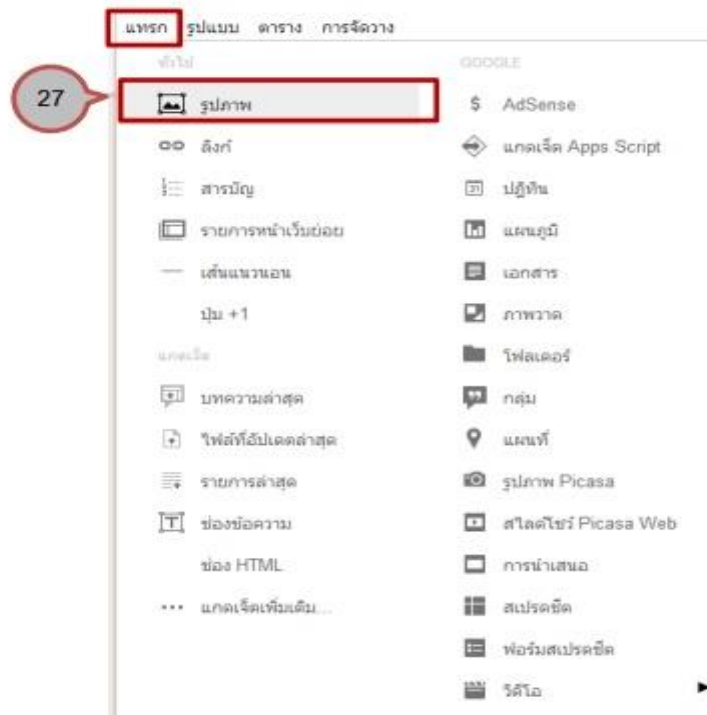 แทรก รูปแบบ ตาราง การจัดวาง
ทั่วไป
27
รูปภาพ
ลิงก์
สารบัญ
รายการหน้าเว็บย่อย
เส้นแนวนอน
ปุ่ม +1
แกดเจ็ต
บทความล่าสุด
ไฟล์ที่อัปเดตล่าสุด
รายการล่าสุด
ช่องข้อความ
ช่อง HTML
แกดเจ็ตเพิ่มเติม...
GOOGLE
AdSense
แกดเจ็ต Apps Script
ปฏิทิน
แผนภูมิ
เอกสาร
ภาพวาด
โฟลเดอร์
กลุ่ม
แผนที่
รูปภาพ Picasa
สไลด์โชว์ Picasa Web
การนำเสนอ
สเปรดชีต
ฟอร์มสเปรดชีต
วิดีโอ